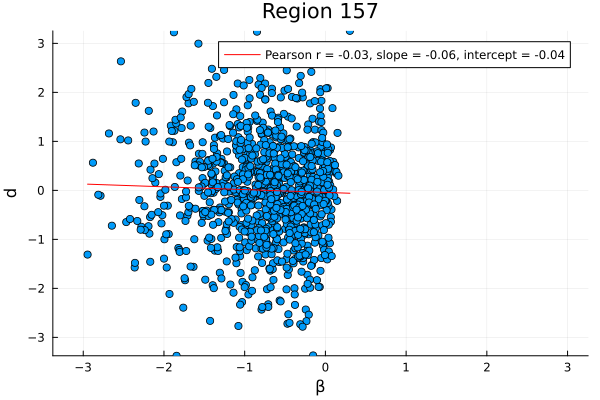 Region 157
Pearson r = -0.03, slope = -0.06, intercept = -0.04
3
2
1
0
−1
−2
−3
d
−3 −2 −1 0 1 2 3
β